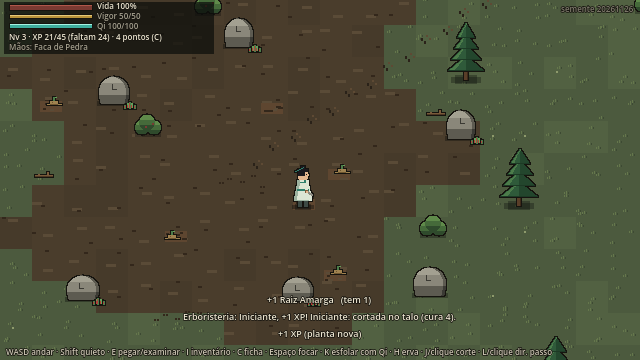 Vida 100%
Vigor 50/50
Qi 100/100
Nv 3 · XP 21/45 (faltam 24) · 4 pontos (C)
Mãos: Faca de Pedra
+1 Raiz Amarga (tem 1)
Erboristeria: Iniciante, +1 XP! Iniciante: cortada no talo (cura 4).
+1 XP (planta nova)
WASD andar · Shift quieto · E pegar/examinar · I inventário · C ficha · Espaço focar · K esfolar com Qi · H erva · J/clique corte · L/clique dir. passo